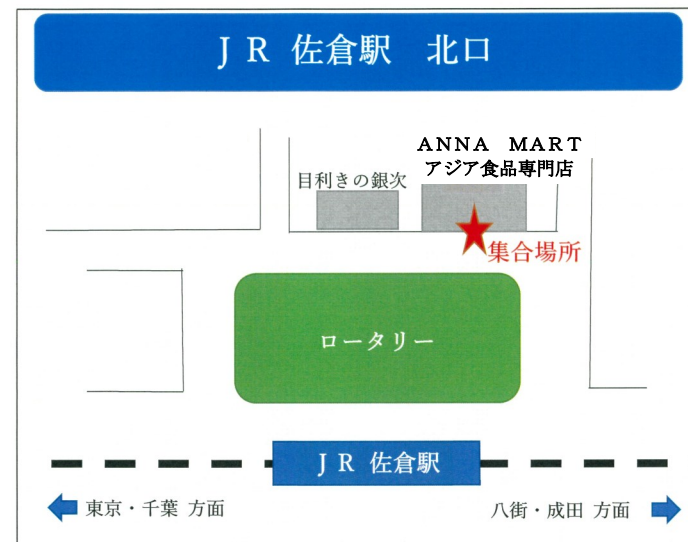 ＪＲ 佐倉駅　北口
ＡＮＮＡ　ＭＡＲＴ
アジア食品専門店
目利きの銀次
集合場所
ロータリー
ＪＲ 佐倉駅
東京・千葉 方面
八街・成田 方面